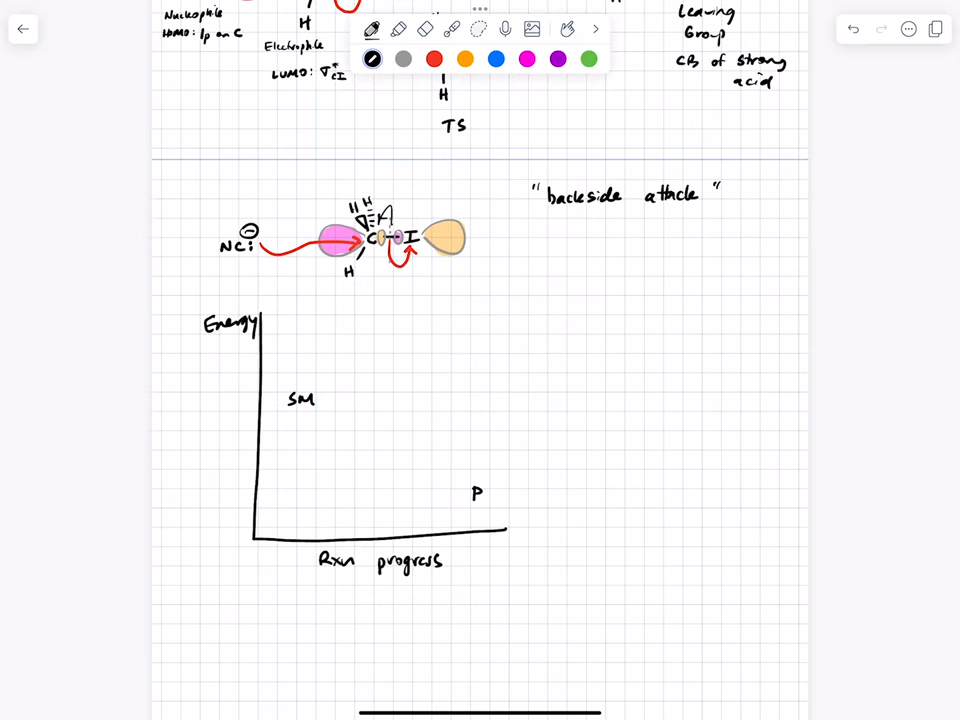 Nucleophile
HOMO: lp on C
H
Electrophile
LUMO: σ*CI
H
TS
Leaving
Group
CB of strong
acid
"backside attack"
H H
NC: ⊖ C I
H
Energy
SM
P
Rxn progress